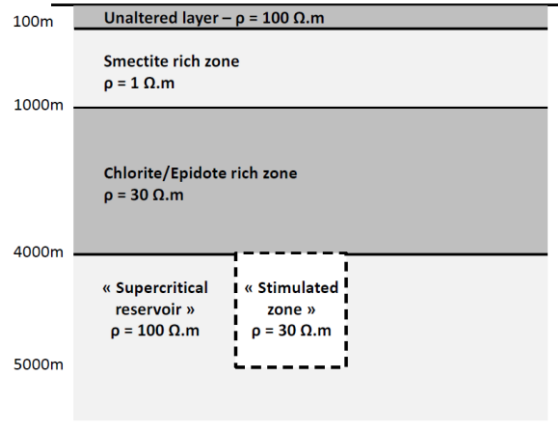 100m
Unaltered layer – ρ = 100 Ω.m
Smectite rich zone
ρ = 1 Ω.m
1000m
Chlorite/Epidote rich zone
ρ = 30 Ω.m
4000m
« Supercritical
reservoir »
ρ = 100 Ω.m
« Stimulated
zone »
ρ = 30 Ω.m
5000m